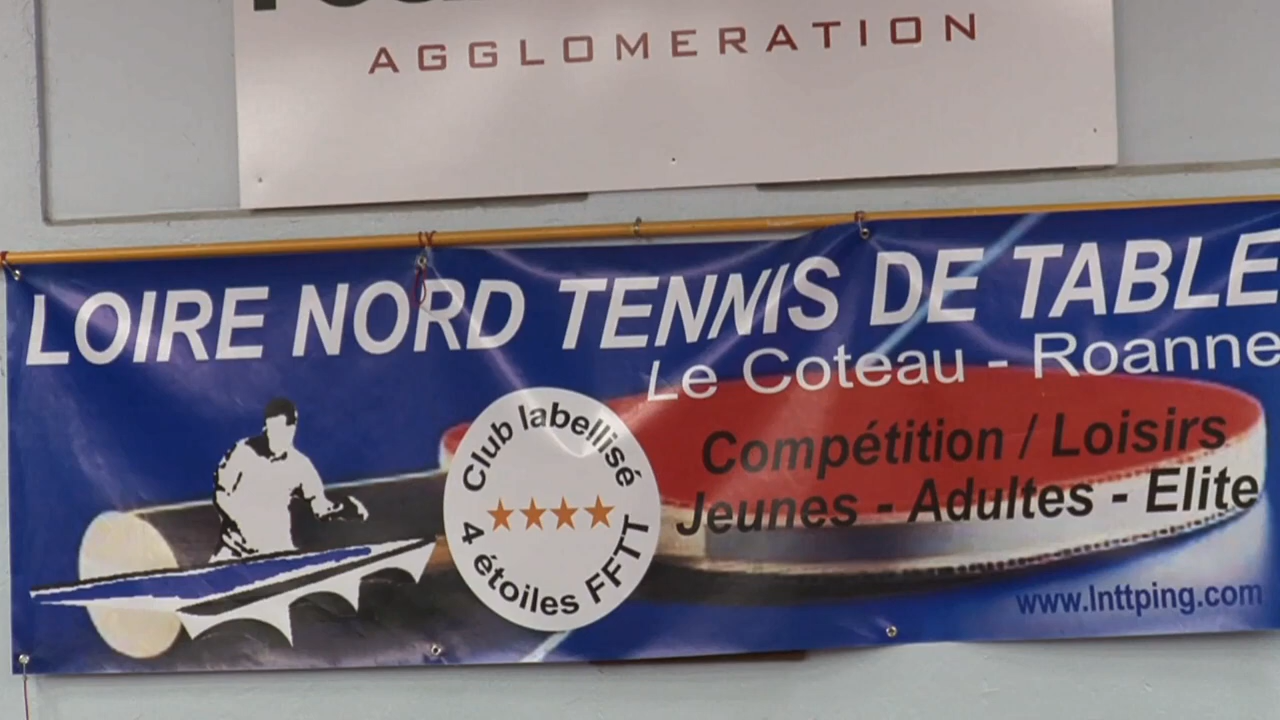 AGGLOMERATION
LOIRE NORD TENNIS DE TABLE
Le Coteau - Roanne
Club labellisé
4 étoiles FFTT
Compétition / Loisirs
Jeunes - Adultes - Elite
www.lnttping.com